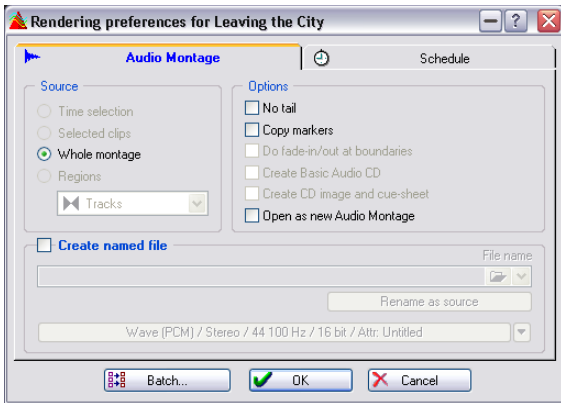 Rendering preferences for Leaving the City
Audio Montage
Schedule
Source
Time selection
Selected clips
Whole montage
Regions
Tracks
Options
No tail
Copy markers
Do fade-in/out at boundaries
Create Basic Audio CD
Create CD image and cue-sheet
Open as new Audio Montage
Create named file
File name
Rename as source
Wave (PCM) / Stereo / 44 100 Hz / 16 bit / Attr: Untitled
Batch...
OK
Cancel